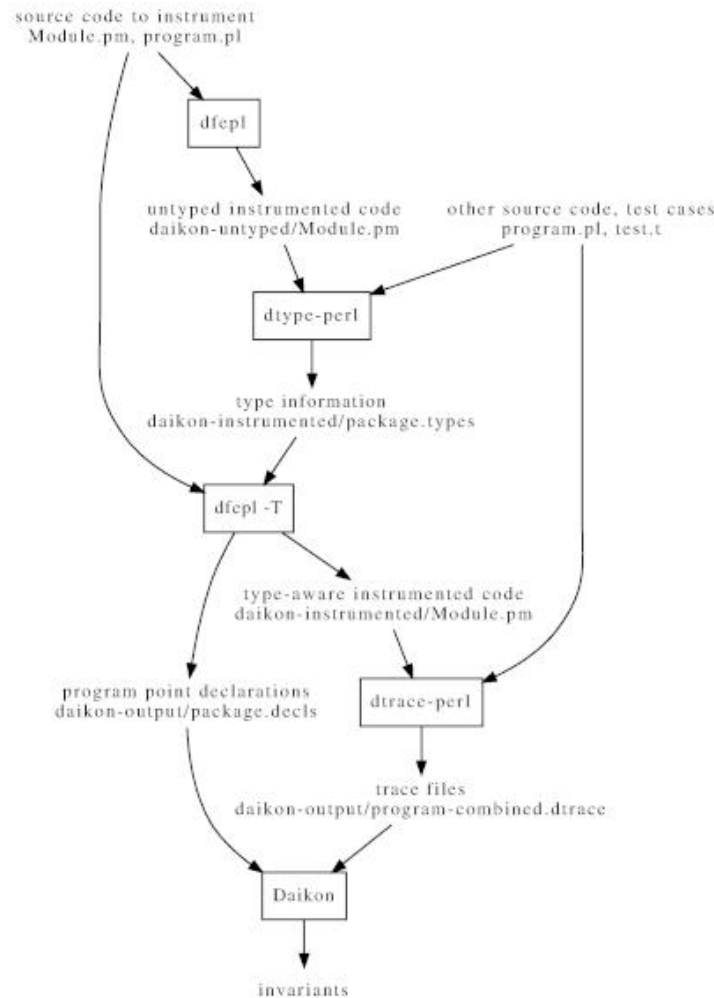 source code to instrument
Module.pm, program.pl
dfepl
untyped instrumented code
daikon-untyped/Module.pm
other source code, test cases
program.pl, test.t
dtype-perl
type information
daikon-instrumented/package.types
dfepl -T
type-aware instrumented code
daikon-instrumented/Module.pm
program point declarations
daikon-output/package.decls
dtrace-perl
trace files
daikon-output/program-combined.dtrace
Daikon
invariants